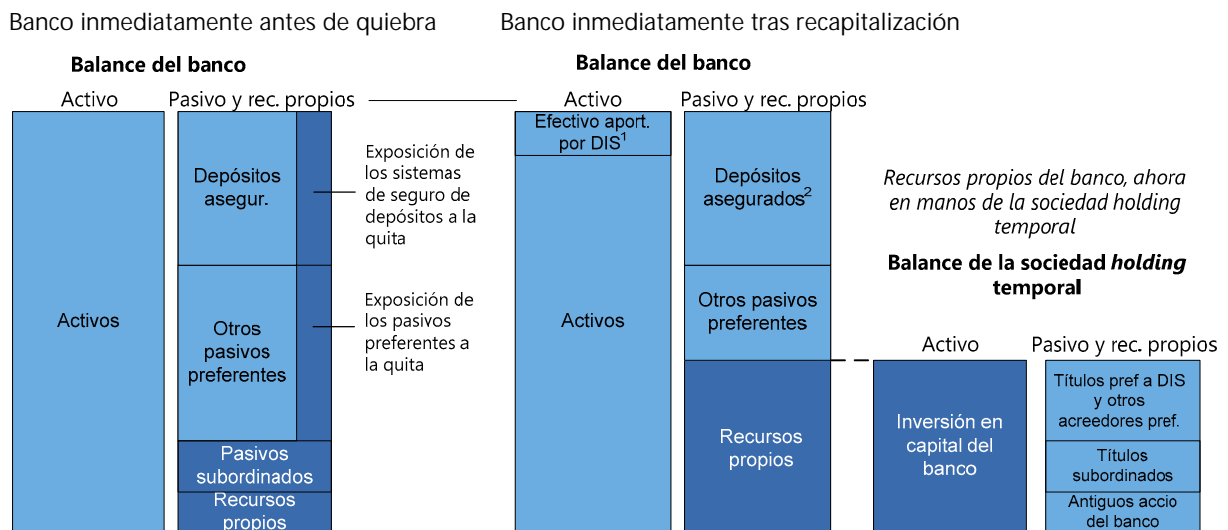 Banco inmediatamente antes de quiebra
Banco inmediatamente tras recapitalización
Balance del banco
Activo
Pasivo y rec. propios
Activos
Depósitos
asegur.
Otros
pasivos
preferentes
Pasivos
subordinados
Recursos
propios
Exposición de
los sistemas
de seguro de
depósitos a la
quita
Exposición de
los pasivos
preferentes a
la quita
Balance del banco
Activo
Pasivo y rec. propios
Efectivo aport.
por DIS¹
Activos
Depósitos
asegurados²
Otros pasivos
preferentes
Recursos
propios
Recursos propios del banco, ahora
en manos de la sociedad holding
temporal
Balance de la sociedad holding
temporal
Activo
Pasivo y rec. propios
Inversión en
capital del
banco
Títulos pref a DIS
y otros
acreedores pref.
Títulos
subordinados
Antiguos accio
del banco